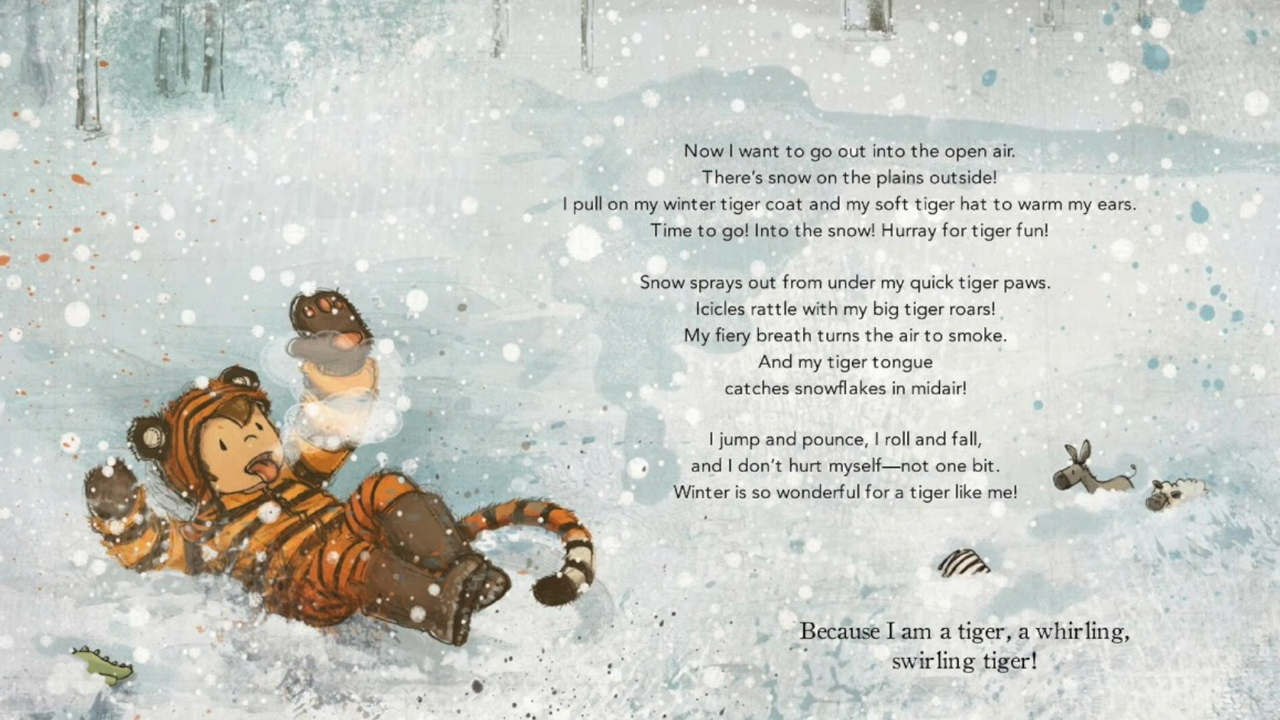 Now I want to go out into the open air.
There’s snow on the plains outside!
I pull on my winter tiger coat and my soft tiger hat to warm my ears.
Time to go! Into the snow! Hurray for tiger fun!
Snow sprays out from under my quick tiger paws.
Icicles rattle with my big tiger roars!
My fiery breath turns the air to smoke.
And my tiger tongue
catches snowflakes in midair!
I jump and pounce, I roll and fall,
and I don’t hurt myself—not one bit.
Winter is so wonderful for a tiger like me!
Because I am a tiger, a whirling,
swirling tiger!